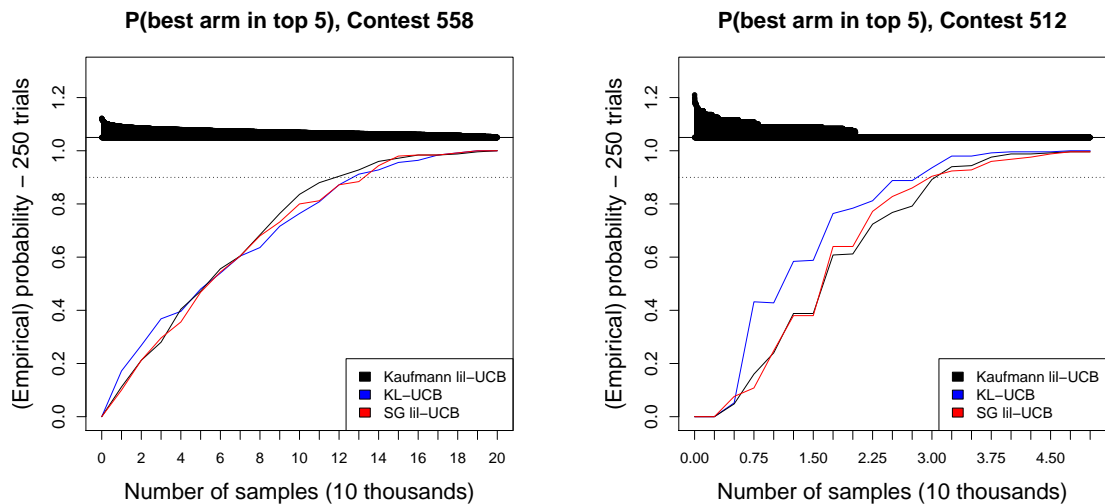 P(best arm in top 5), Contest 558
(Empirical) probability – 250 trials
0.0 0.2 0.4 0.6 0.8 1.0 1.2
Kaufmann lil−UCB
KL−UCB
SG lil−UCB
0 2 4 6 8 10 12 14 16 18 20
Number of samples (10 thousands)
P(best arm in top 5), Contest 512
(Empirical) probability – 250 trials
0.0 0.2 0.4 0.6 0.8 1.0 1.2
Kaufmann lil−UCB
KL−UCB
SG lil−UCB
0.00 0.75 1.50 2.25 3.00 3.75 4.50
Number of samples (10 thousands)